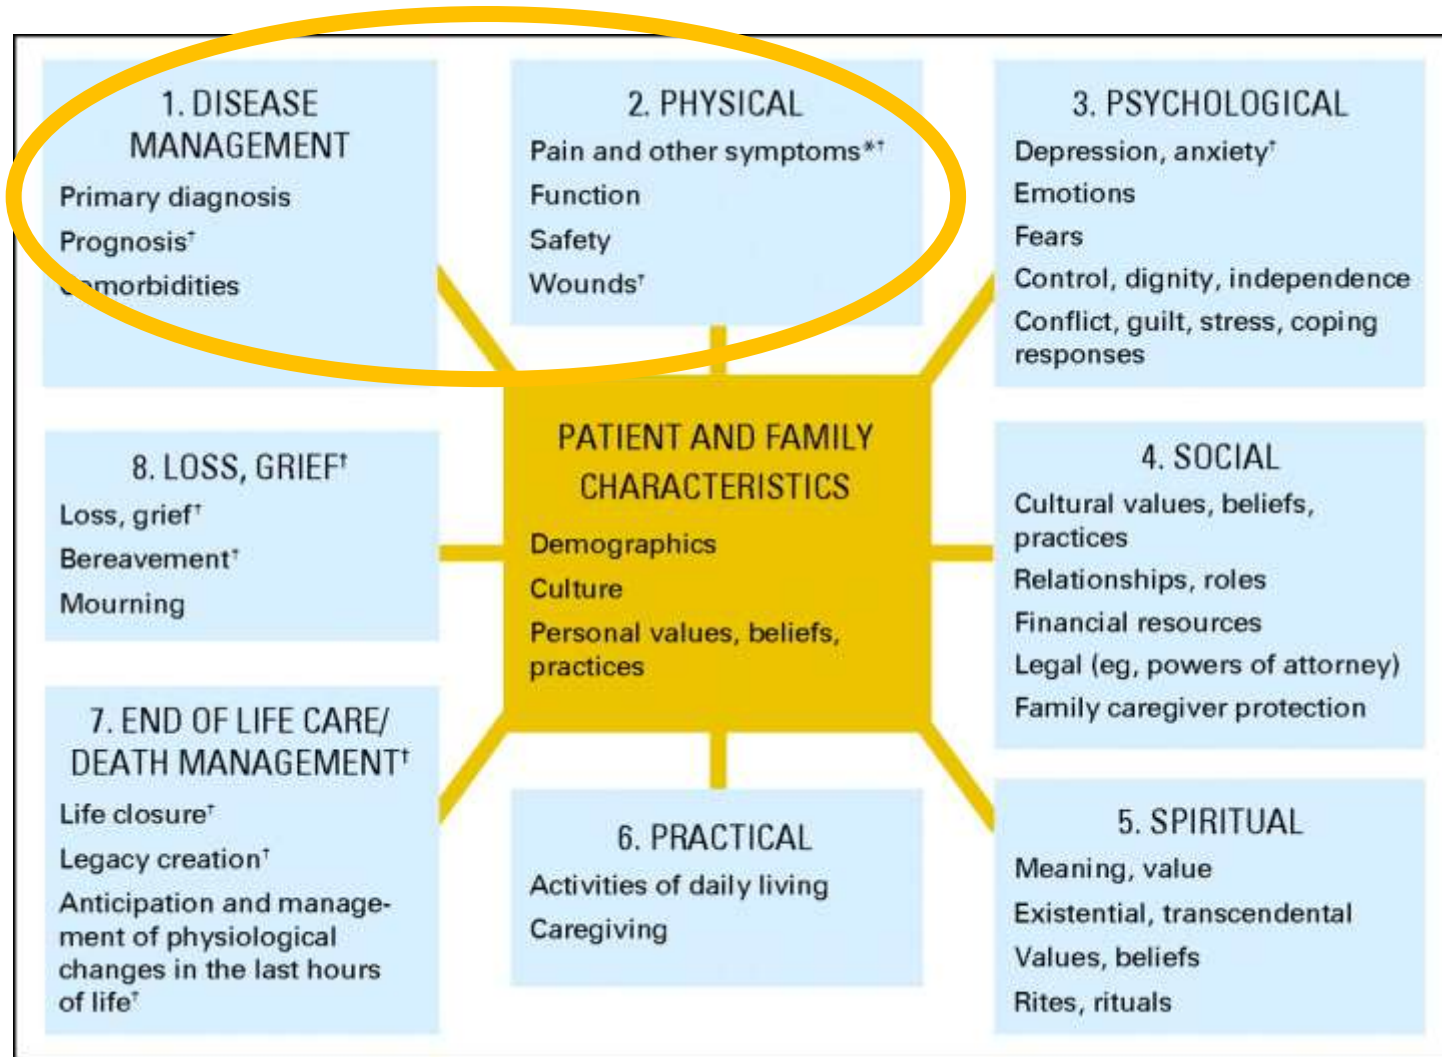 1. DISEASE
MANAGEMENT
Primary diagnosis
Prognosis†
Comorbidities
2. PHYSICAL
Pain and other symptoms*†
Function
Safety
Wounds†
3. PSYCHOLOGICAL
Depression, anxiety†
Emotions
Fears
Control, dignity, independence
Conflict, guilt, stress, coping
responses
8. LOSS, GRIEF†
Loss, grief†
Bereavement†
Mourning
PATIENT AND FAMILY
CHARACTERISTICS
Demographics
Culture
Personal values, beliefs,
practices
4. SOCIAL
Cultural values, beliefs,
practices
Relationships, roles
Financial resources
Legal (eg, powers of attorney)
Family caregiver protection
7. END OF LIFE CARE/
DEATH MANAGEMENT†
Life closure†
Legacy creation†
Anticipation and manage-
ment of physiological
changes in the last hours
of life†
6. PRACTICAL
Activities of daily living
Caregiving
5. SPIRITUAL
Meaning, value
Existential, transcendental
Values, beliefs
Rites, rituals